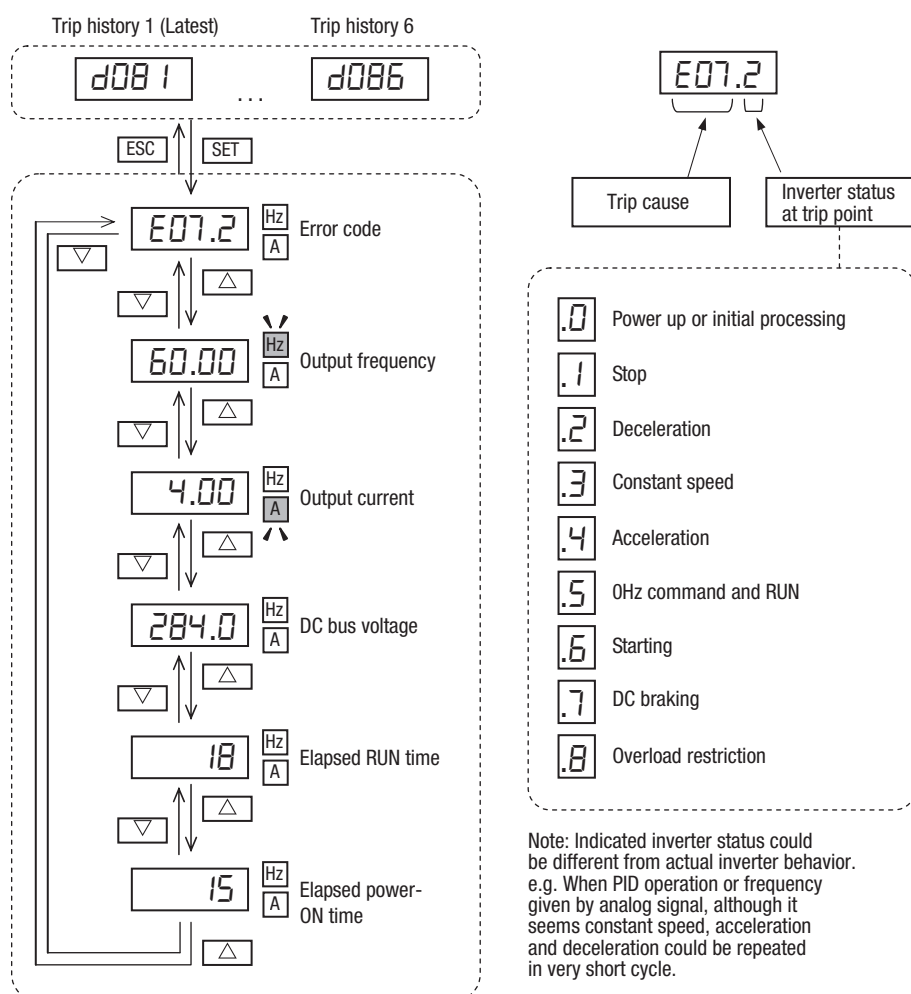 Trip history 1 (Latest)
Trip history 6
d081
...
d086
ESC
SET
E07.2
Hz
A
Error code
60.00
Hz
A
Output frequency
4.00
Hz
A
Output current
284.0
Hz
A
DC bus voltage
18
Hz
A
Elapsed RUN time
15
Hz
A
Elapsed power-
ON time
E07.2
Trip cause
Inverter status
at trip point
.0 Power up or initial processing
.1 Stop
.2 Deceleration
.3 Constant speed
.4 Acceleration
.5 0Hz command and RUN
.6 Starting
.7 DC braking
.8 Overload restriction
Note: Indicated inverter status could
be different from actual inverter behavior.
e.g. When PID operation or frequency
given by analog signal, although it
seems constant speed, acceleration
and deceleration could be repeated
in very short cycle.